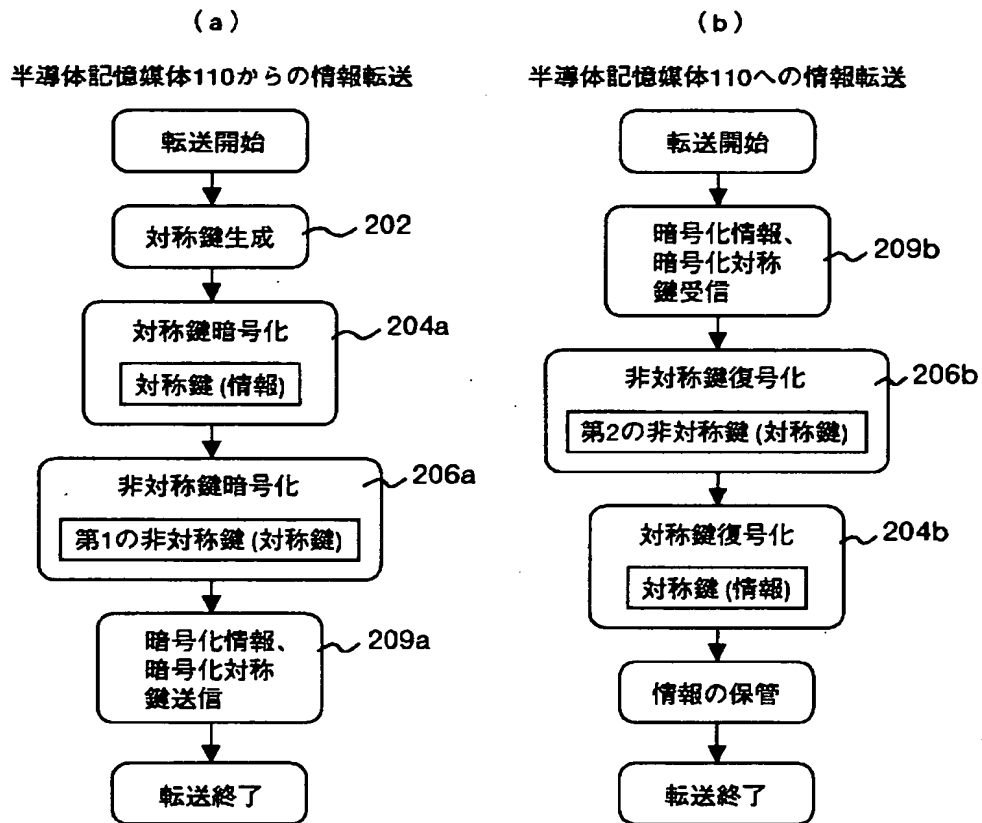 (a)
半導体記憶媒体110からの情報転送
転送開始
対称鍵生成
202
対称鍵暗号化
204a
対称鍵(情報)
非対称鍵暗号化
206a
第1の非対称鍵(対称鍵)
暗号化情報、
暗号化対称
鍵送信
209a
転送終了
(b)
半導体記憶媒体110への情報転送
転送開始
暗号化情報、
暗号化対称
鍵受信
209b
非対称鍵復号化
206b
第2の非対称鍵(対称鍵)
対称鍵復号化
204b
対称鍵(情報)
情報の保管
転送終了